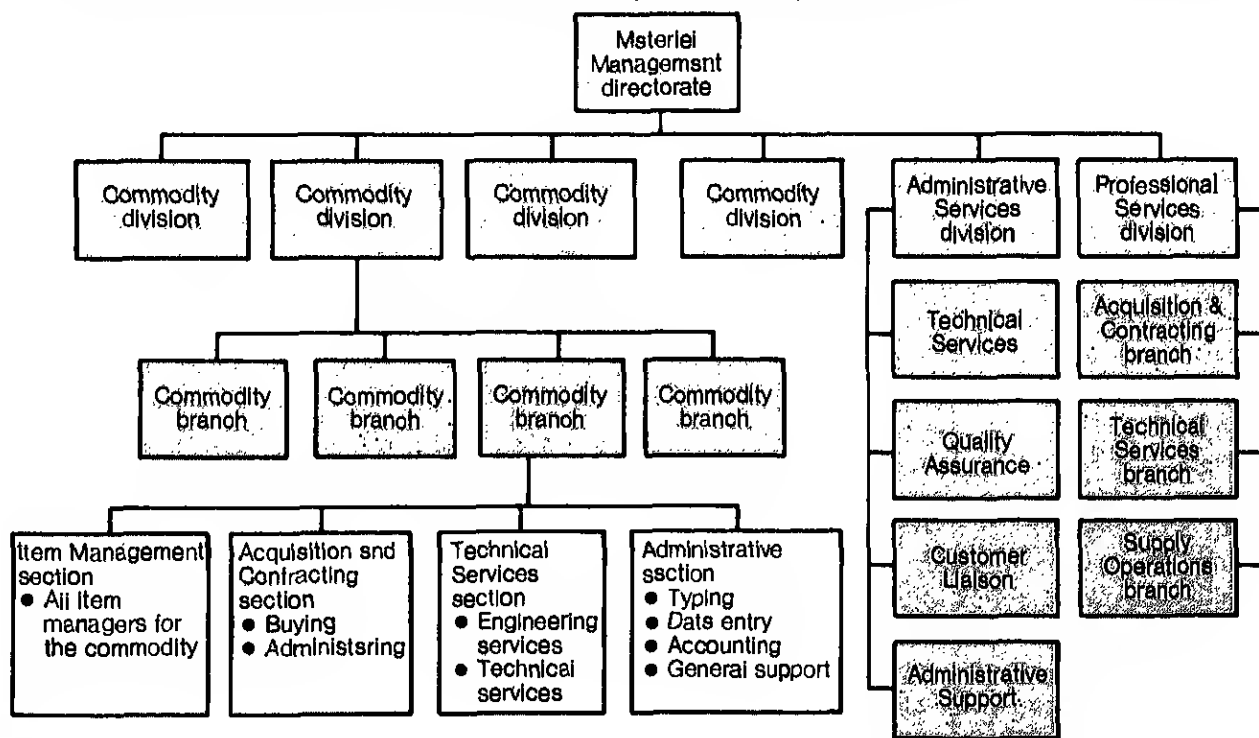 Msteriei
Managemsnt
directorate
Commodity
division
Commodity
division
Commodity
division
Commodity
division
Administrative
Services
division
Professional
Services
division
Technical
Services
Acquisition &
Contracting
branch
Commodity
branch
Commodity
branch
Commodity
branch
Commodity
branch
Quality
Assurance
Technical
Services
branch
Item Management
section
● Aii item
managers for
the commodity
Acquisition snd
Contracting
section
● Buying
● Administsring
Technical
Services
section
● Engineering
services
● Technical
services
Administrative
ssction
● Typing
● Dats entry
● Accounting
● General support
Customer
Liaison
Supply
Operations
branch
Administrative
Support